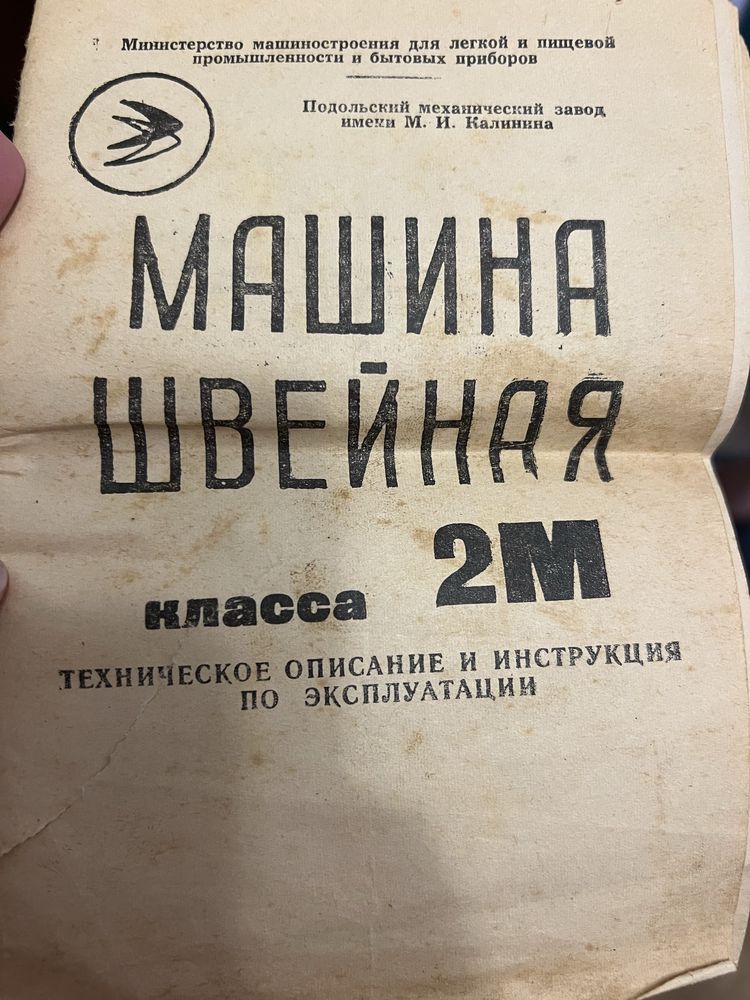 Министерство машиностроения для легкой и пищевой
промышленности и бытовых приборов
Подольский механический завод
имени М. И. Калинина
МАШИНА
ШВЕЙНАЯ
класса 2М
ТЕХНИЧЕСКОЕ ОПИСАНИЕ И ИНСТРУКЦИЯ
ПО ЭКСПЛУАТАЦИИ